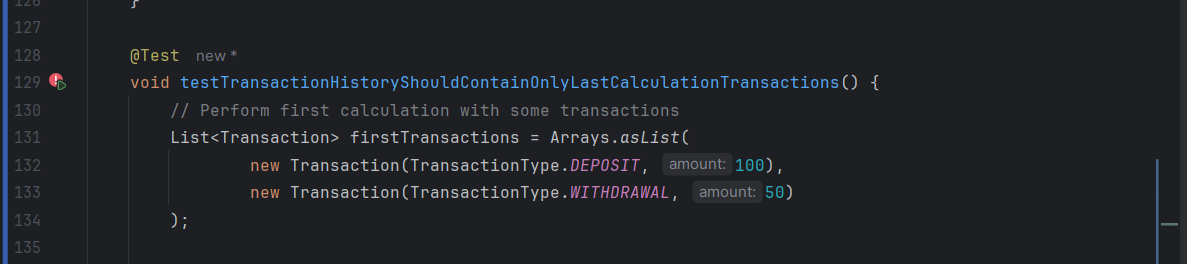 126 }
127
128 @Test new *
129 void testTransactionHistoryShouldContainOnlyLastCalculationTransactions() {
130 // Perform first calculation with some transactions
131 List<Transaction> firstTransactions = Arrays.asList(
132 new Transaction(TransactionType.DEPOSIT, amount: 100),
133 new Transaction(TransactionType.WITHDRAWAL, amount: 50)
134 );
135